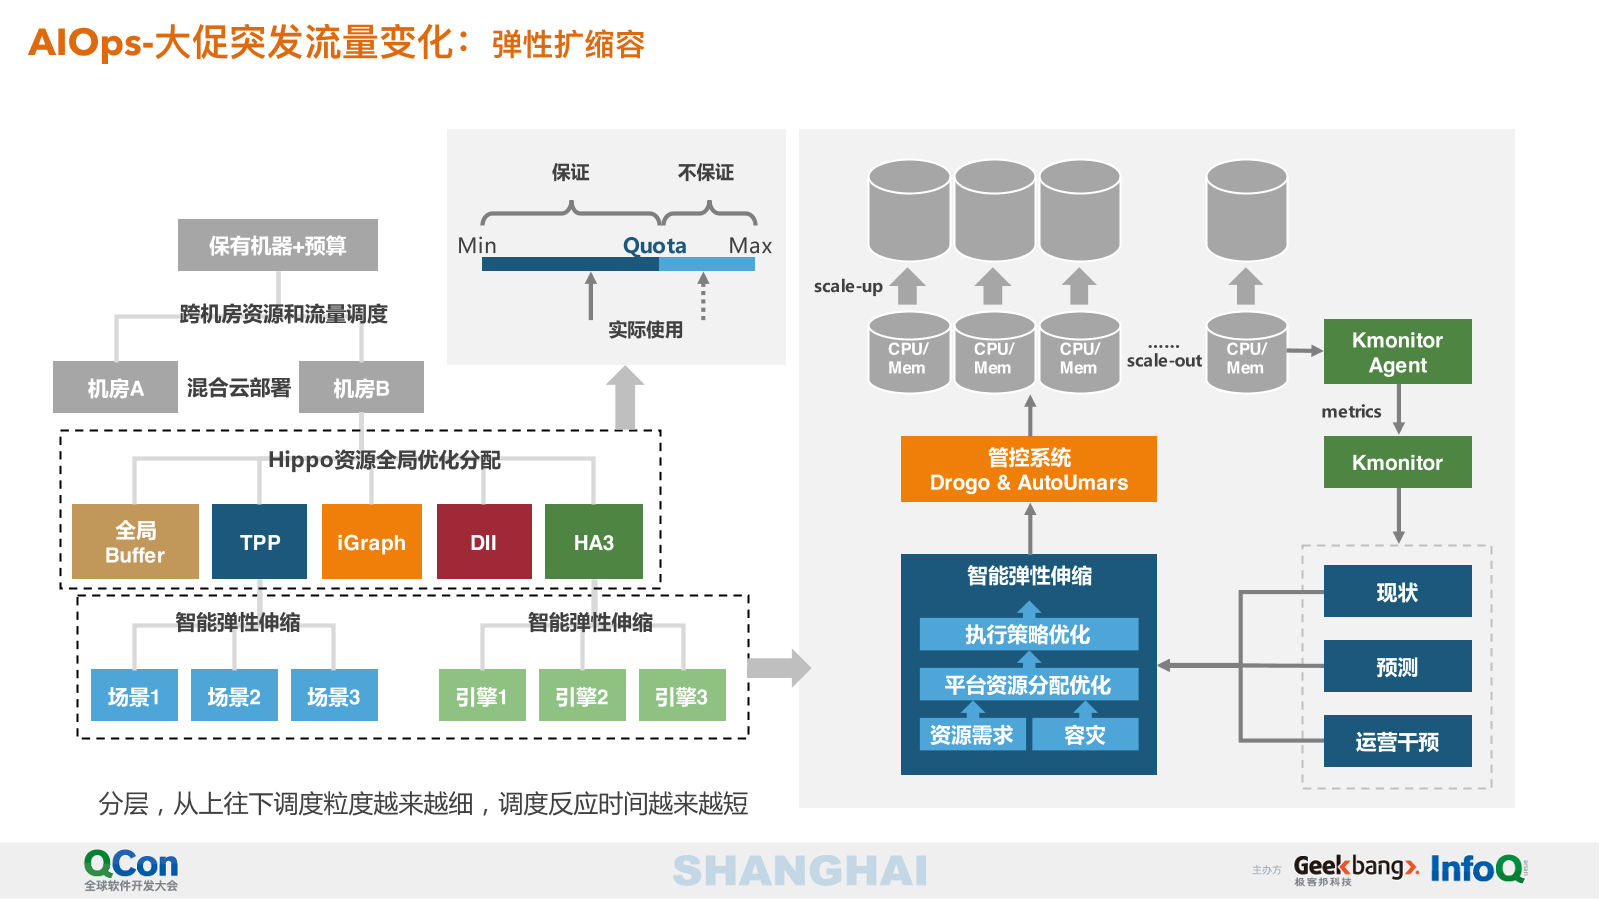 AIOps-大促突发流量变化：弹性扩缩容
保有机器+预算
跨机房资源和流量调度
机房A
混合云部署
机房B
Hippo资源全局优化分配
全局
Buffer
TPP
iGraph
DII
HA3
智能弹性伸缩
智能弹性伸缩
场景1
场景2
场景3
引擎1
引擎2
引擎3
分层，从上往下调度粒度越来越细，调度反应时间越来越短
保证
不保证
Min
Quota
Max
实际使用
scale-up
CPU/
Mem
CPU/
Mem
CPU/
Mem
......
scale-out
CPU/
Mem
Kmonitor
Agent
metrics
Kmonitor
管控系统
Drogo & AutoUmars
智能弹性伸缩
执行策略优化
平台资源分配优化
资源需求
容灾
现状
预测
运营干预
QCon
全球软件开发大会
SHANGHAI
主办方
Geekbang>.
极客邦科技
InfoQ